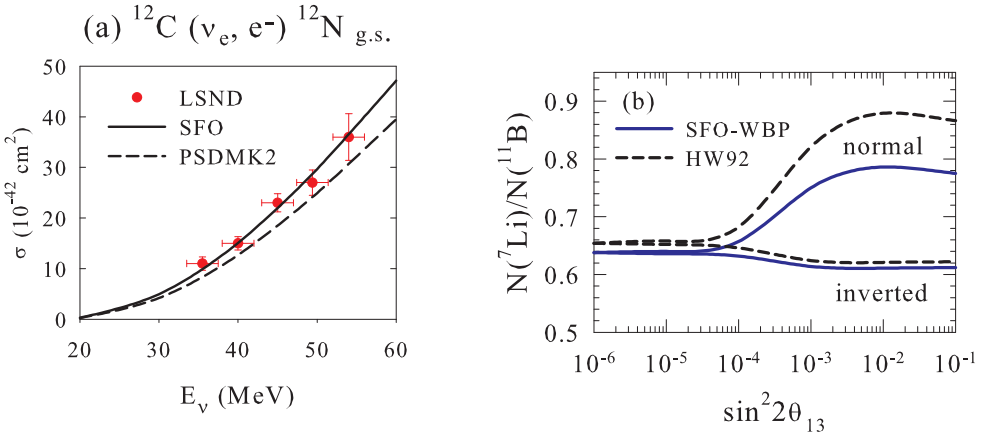 (a) ¹²C (νₑ, e⁻) ¹²N g.s.
σ (10⁻⁴² cm²)
50
40
30
20
10
0
LSND
SFO
PSDMK2
20
30
40
50
60
E_ν (MeV)
N(⁷Li)/N(¹¹B)
0.9
0.8
0.7
0.6
0.5
(b)
SFO-WBP
HW92
normal
inverted
10⁻⁶
10⁻⁵
10⁻⁴
10⁻³
10⁻²
10⁻¹
sin²2θ₁₃